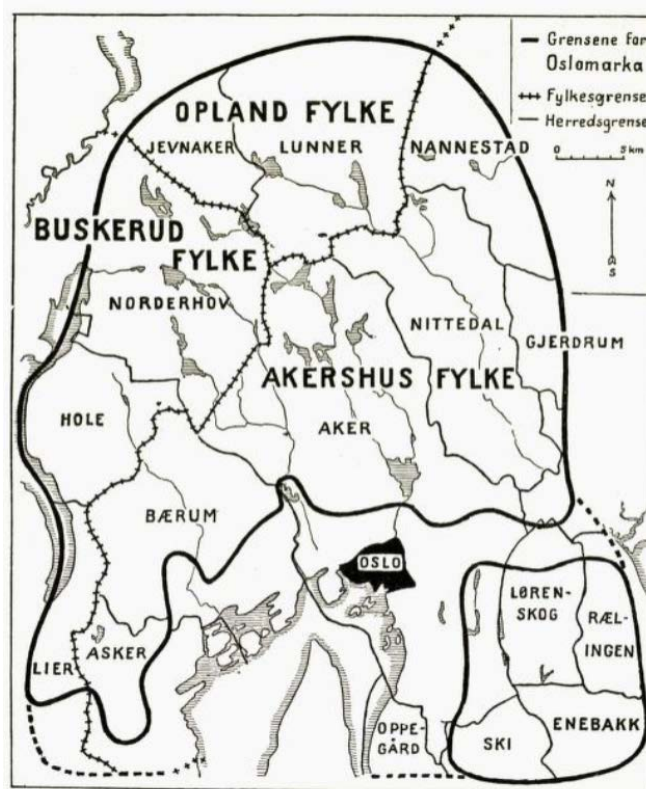 Grensene for
Oslomarka
Fylkesgrense
Herredsgrense
0 5 km
N
S
OPLAND FYLKE
JEVNAKER LUNNER NANNESTAD
BUSKERUD
FYLKE
NORDERHOV
NITTEDAL
GJERDRUM
AKERSHUS FYLKE
HOLE
AKER
BÆRUM
OSLO
LØREN-
SKOG
RÆL-
INGEN
LIER
ASKER
OPPE-
GÅRD
SKI
ENEBAKK